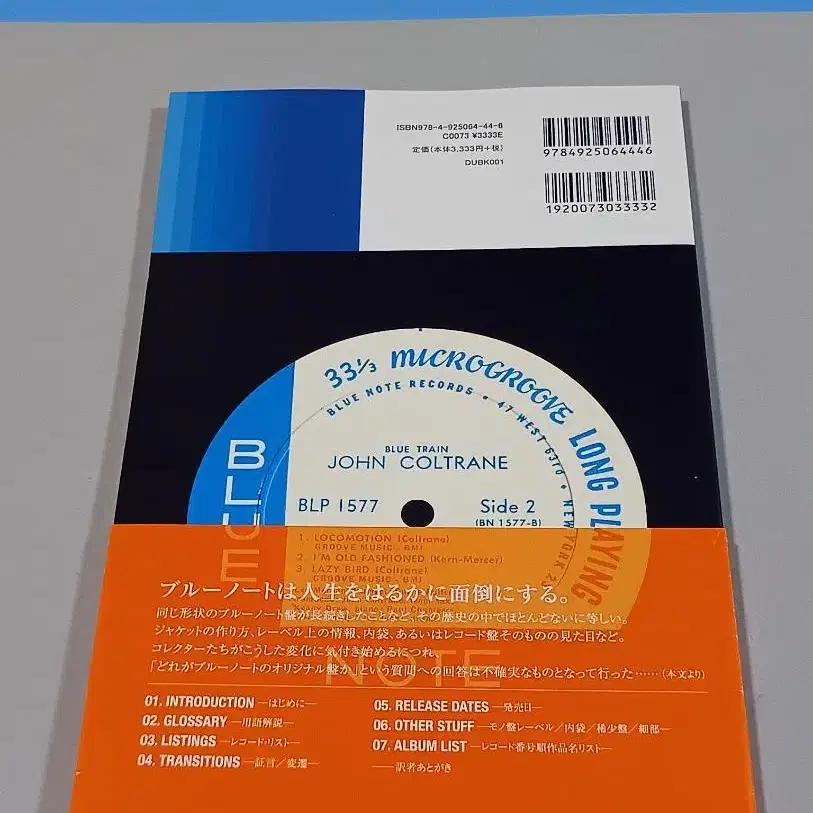 ISBN978-4-925064-44-6
C0073 ¥3333E
定価(本体3,333円+税)
DUBK001
9784925064446
1920073033332
33 1/3 MICROGROOVE LONG PLAYING
BLUE NOTE RECORDS • 47 WEST 63rd • NEW YORK 23
BLUE TRAIN
JOHN COLTRANE
BLP 1577
Side 2
(BN 1577-B)
BLUE
NOTE
1. LOCOMOTION (Coltrane)
GROOVE MUSIC - BMI
2. I'M OLD FASHIONED (Kern-Mercer)
3. LAZY BIRD (Coltrane)
GROOVE MUSIC - BMI
ブルーノートは人生をはるかに面倒にする。
同じ形状のブルーノート盤が長続きしたことなど、その歴史の中でほとんどないに等しい。
ジャケットの作り方、レーベル上の情報、内袋、あるいはレコード盤そのものの見た目など。
コレクターたちがこうした変化に気付き始めるにつれ、
「どれがブルーノートのオリジナル盤か」という質問への回答は不確実なものとなって行った……(本文より)
01. INTRODUCTION ―はじめに―
02. GLOSSARY ―用語解説―
03. LISTINGS ―レコード・リスト―
04. TRANSITIONS ―証言/変遷―
05. RELEASE DATES ―発売日―
06. OTHER STUFF ―モノ盤レーベル/内袋/稀少盤/細部―
07. ALBUM LIST ―レコード番号順作品名リスト―
――訳者あとがき